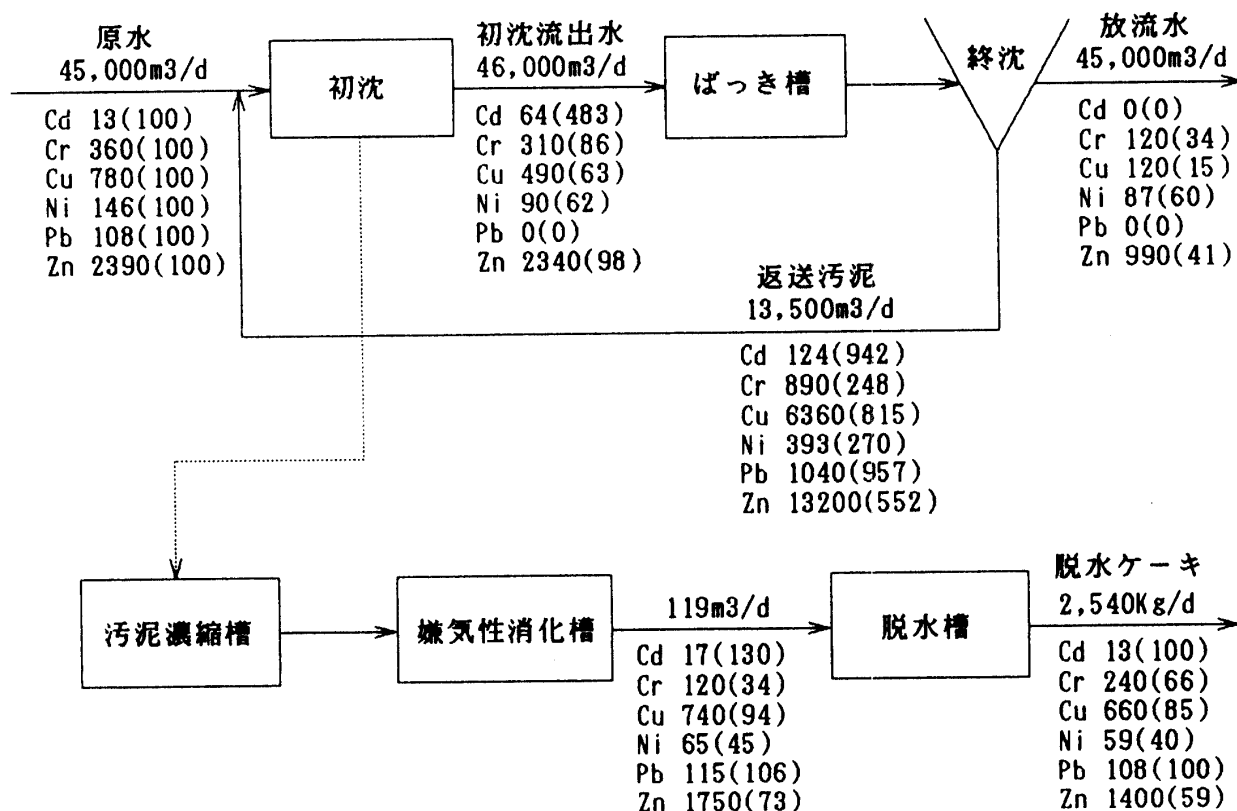 原水
45,000m3/d
Cd 13(100)
Cr 360(100)
Cu 780(100)
Ni 146(100)
Pb 108(100)
Zn 2390(100)
初沈
初沈流出水
46,000m3/d
Cd 64(483)
Cr 310(86)
Cu 490(63)
Ni 90(62)
Pb 0(0)
Zn 2340(98)
ばっき槽
終沈
放流水
45,000m3/d
Cd 0(0)
Cr 120(34)
Cu 120(15)
Ni 87(60)
Pb 0(0)
Zn 990(41)
返送汚泥
13,500m3/d
Cd 124(942)
Cr 890(248)
Cu 6360(815)
Ni 393(270)
Pb 1040(957)
Zn 13200(552)
汚泥濃縮槽
嫌気性消化槽
119m3/d
Cd 17(130)
Cr 120(34)
Cu 740(94)
Ni 65(45)
Pb 115(106)
Zn 1750(73)
脱水槽
脱水ケーキ
2,540Kg/d
Cd 13(100)
Cr 240(66)
Cu 660(85)
Ni 59(40)
Pb 108(100)
Zn 1400(59)